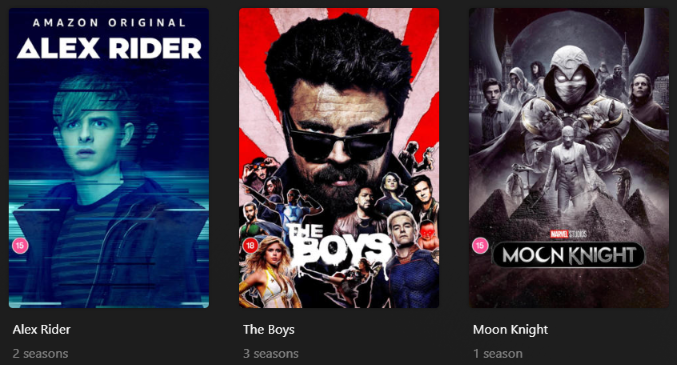 AMAZON ORIGINAL
ALEX RIDER
15
Alex Rider
2 seasons
THE
BOYS
18
The Boys
3 seasons
MARVEL STUDIOS
MOON KNIGHT
15
Moon Knight
1 season